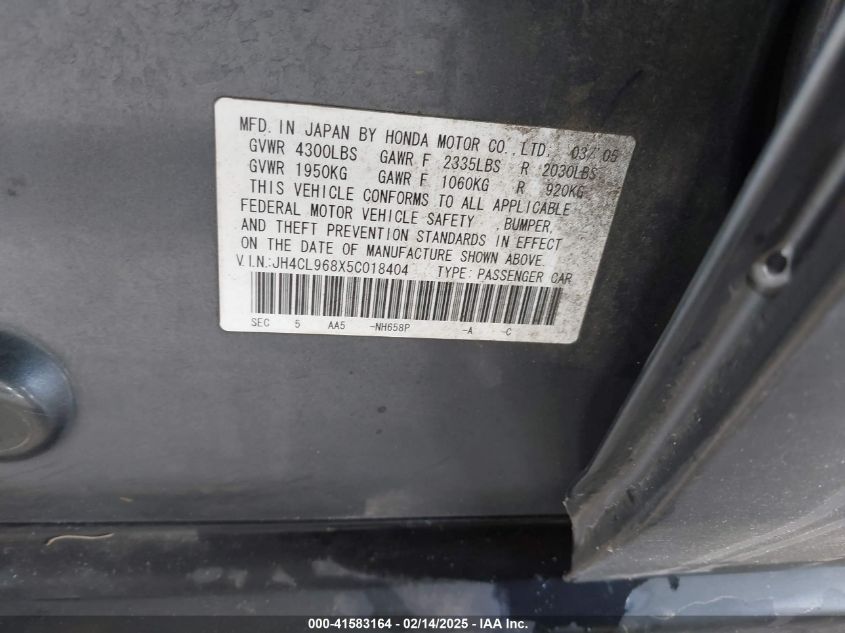 MFD. IN JAPAN BY HONDA MOTOR CO.,LTD. 03/05
GVWR 4300LBS GAWR F 2335LBS R 2030LBS
GVWR 1950KG GAWR F 1060KG R 920KG
THIS VEHICLE CONFORMS TO ALL APPLICABLE
FEDERAL MOTOR VEHICLE SAFETY ,BUMPER,
AND THEFT PREVENTION STANDARDS IN EFFECT
ON THE DATE OF MANUFACTURE SHOWN ABOVE.
V.I.N.:JH4CL968X5C018404 TYPE: PASSENGER CAR
SEC 5 AA5 -NH658P -A -C
000-41583164 - 02/14/2025 - IAA Inc.